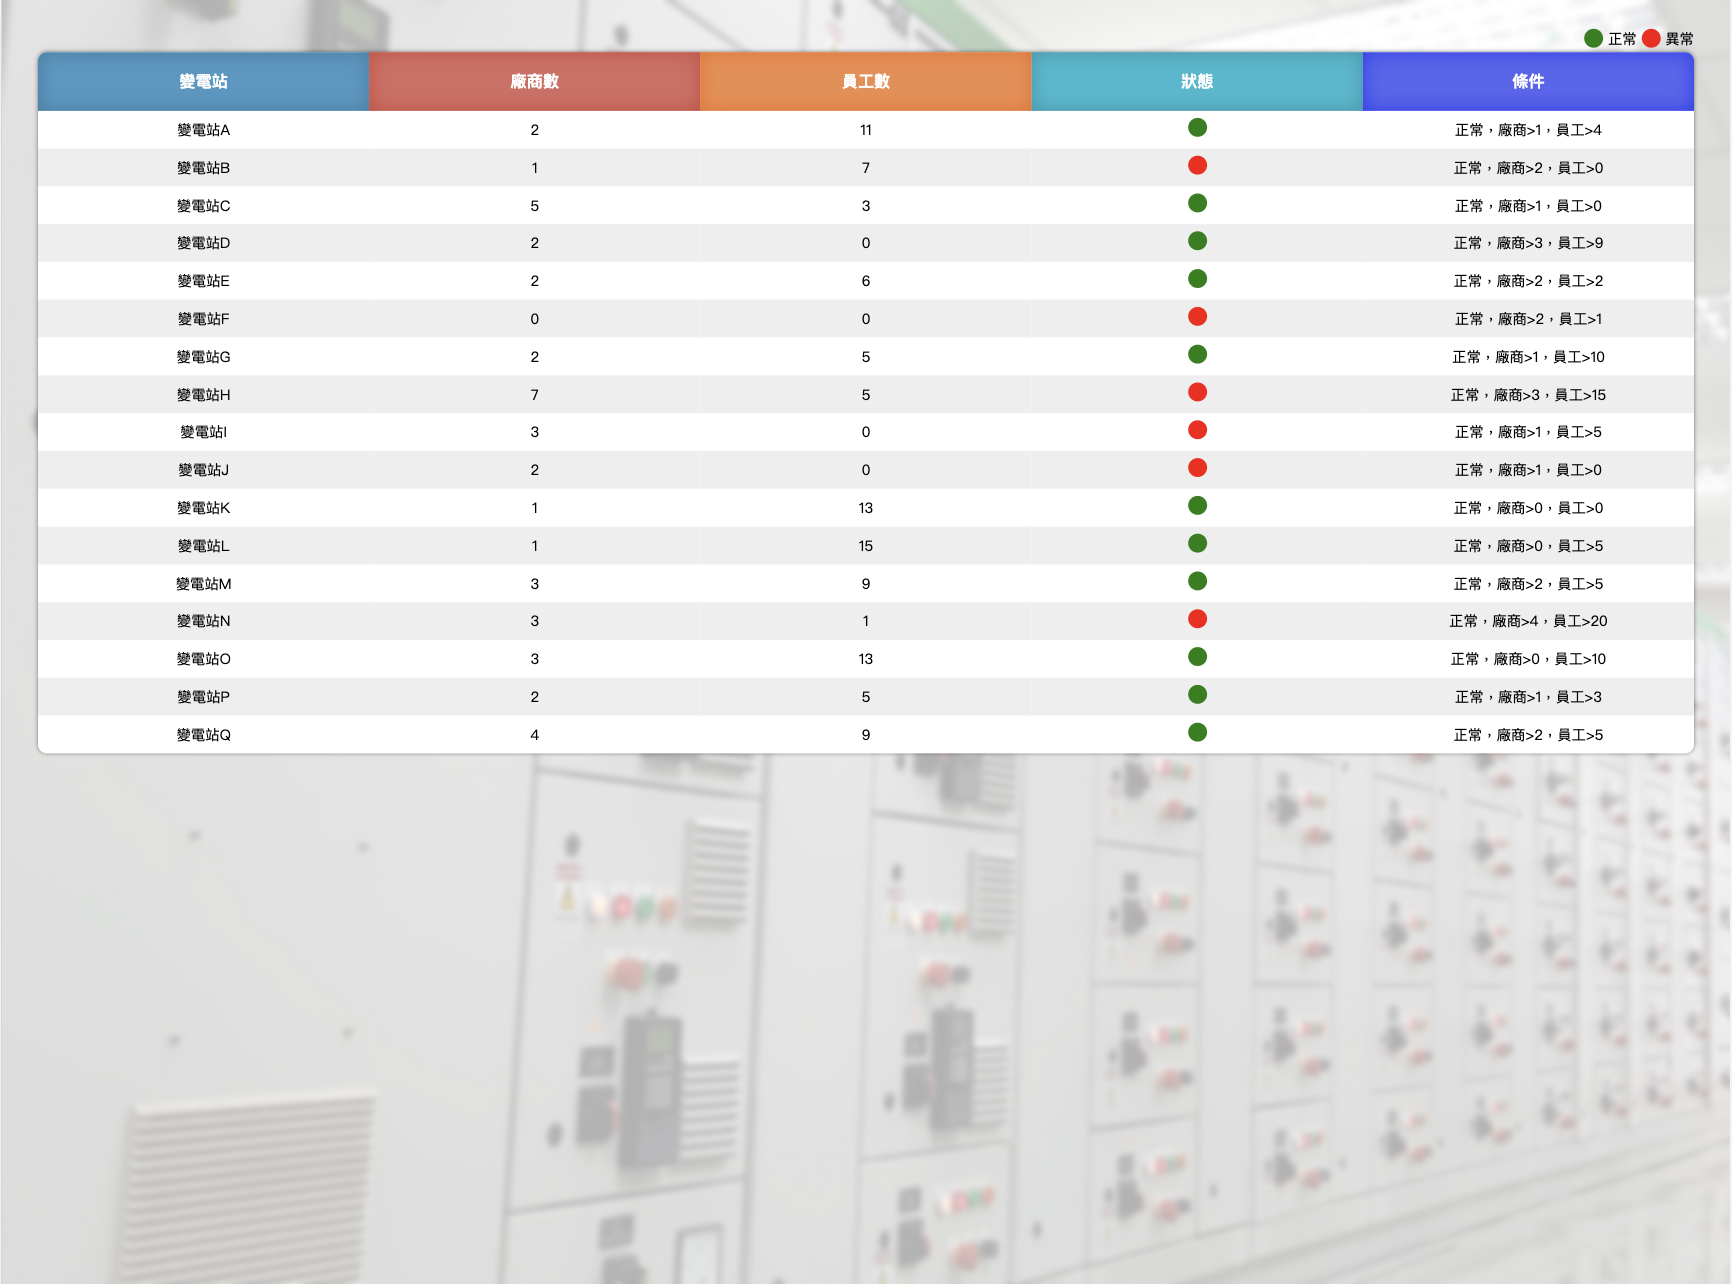 正常 異常
變電站 廠商數 員工數 狀態 條件
變電站A 2 11 正常，廠商>1，員工>4
變電站B 1 7 正常，廠商>2，員工>0
變電站C 5 3 正常，廠商>1，員工>0
變電站D 2 0 正常，廠商>3，員工>9
變電站E 2 6 正常，廠商>2，員工>2
變電站F 0 0 正常，廠商>2，員工>1
變電站G 2 5 正常，廠商>1，員工>10
變電站H 7 5 正常，廠商>3，員工>15
變電站I 3 0 正常，廠商>1，員工>5
變電站J 2 0 正常，廠商>1，員工>0
變電站K 1 13 正常，廠商>0，員工>0
變電站L 1 15 正常，廠商>0，員工>5
變電站M 3 9 正常，廠商>2，員工>5
變電站N 3 1 正常，廠商>4，員工>20
變電站O 3 13 正常，廠商>0，員工>10
變電站P 2 5 正常，廠商>1，員工>3
變電站Q 4 9 正常，廠商>2，員工>5